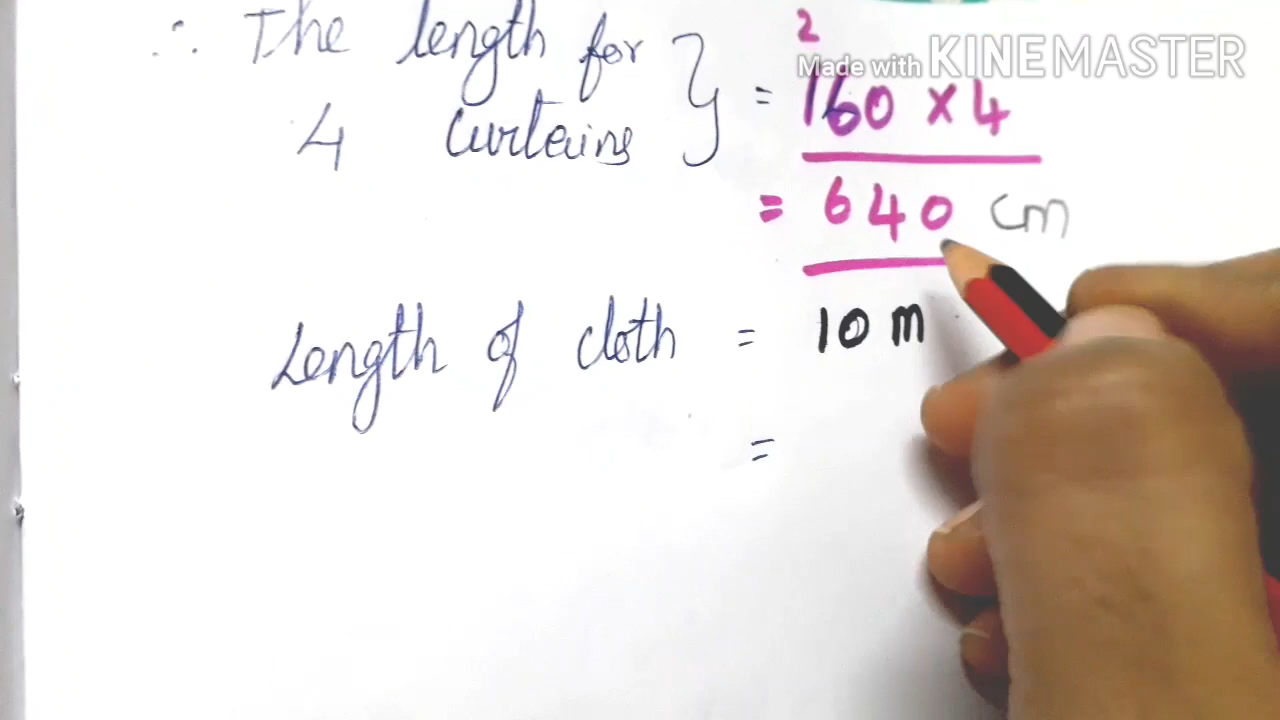 2
Made with KINEMASTER
∴ The length for
4 curtains } = 160 × 4
= 640 cm
Length of cloth = 10 m
=